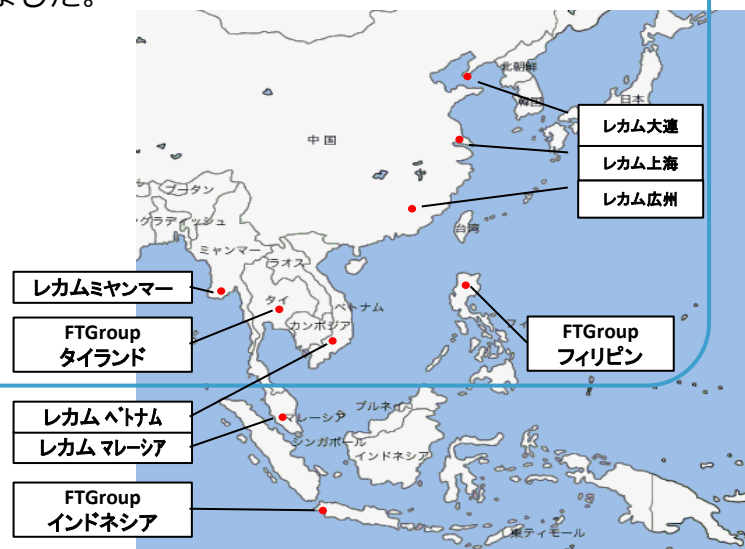 ました。
北朝鮮
韓国
日本
中国
レカム大連
レカム上海
レカム広州
ブータン
グラディッシュ
ミャンマー
台湾
ラオス
レカムミャンマー
タイ
ベトナム
カンボジア
FTGroup
タイランド
フィ
FTGroup
フィリピン
レカム ベトナム
レカム マレーシア
マレーシア
ブルネイ
シンガポール
インドネシア
FTGroup
インドネシア
東ティモール